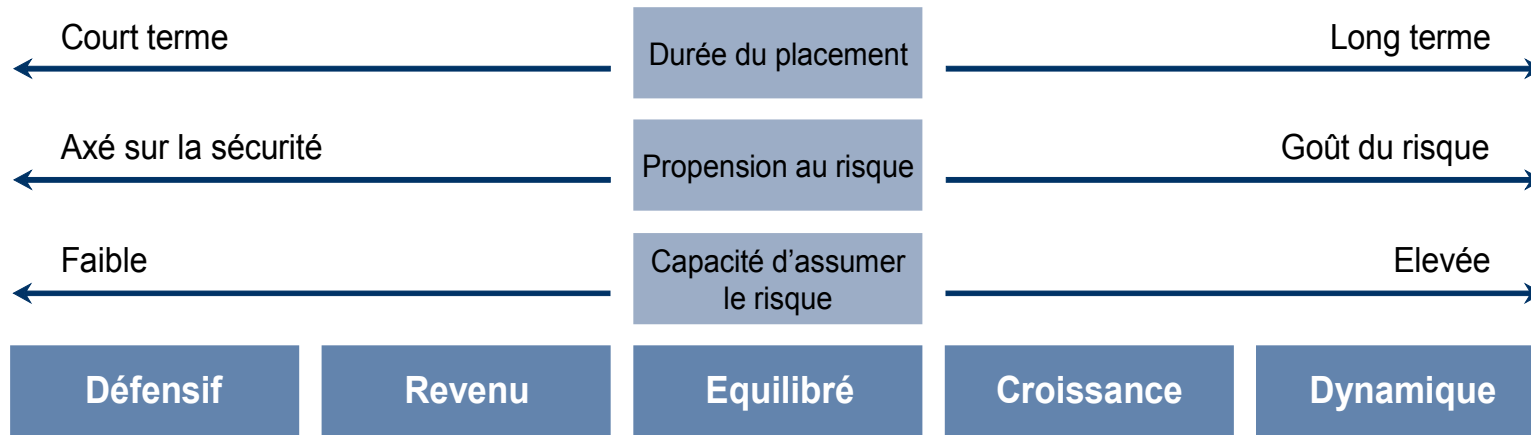 Court terme
Durée du placement
Long terme
Axé sur la sécurité
Propension au risque
Goût du risque
Faible
Capacité d'assumer
le risque
Elevée
Défensif
Revenu
Equilibré
Croissance
Dynamique